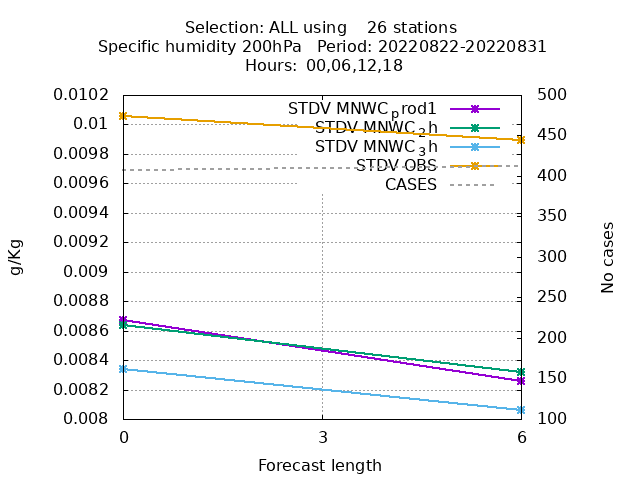 Selection: ALL using    26 stations
Specific humidity 200hPa   Period: 20220822-20220831
Hours: 00,06,12,18
0.0102
0.01
0.0098
0.0096
0.0094
0.0092
0.009
0.0088
0.0086
0.0084
0.0082
0.008
g/Kg
STDV MNWC_prod1
STDV MNWC_2h
STDV MNWC_3h
STDV OBS
CASES
500
450
400
350
300
250
200
150
100
No cases
0 3 6
Forecast length